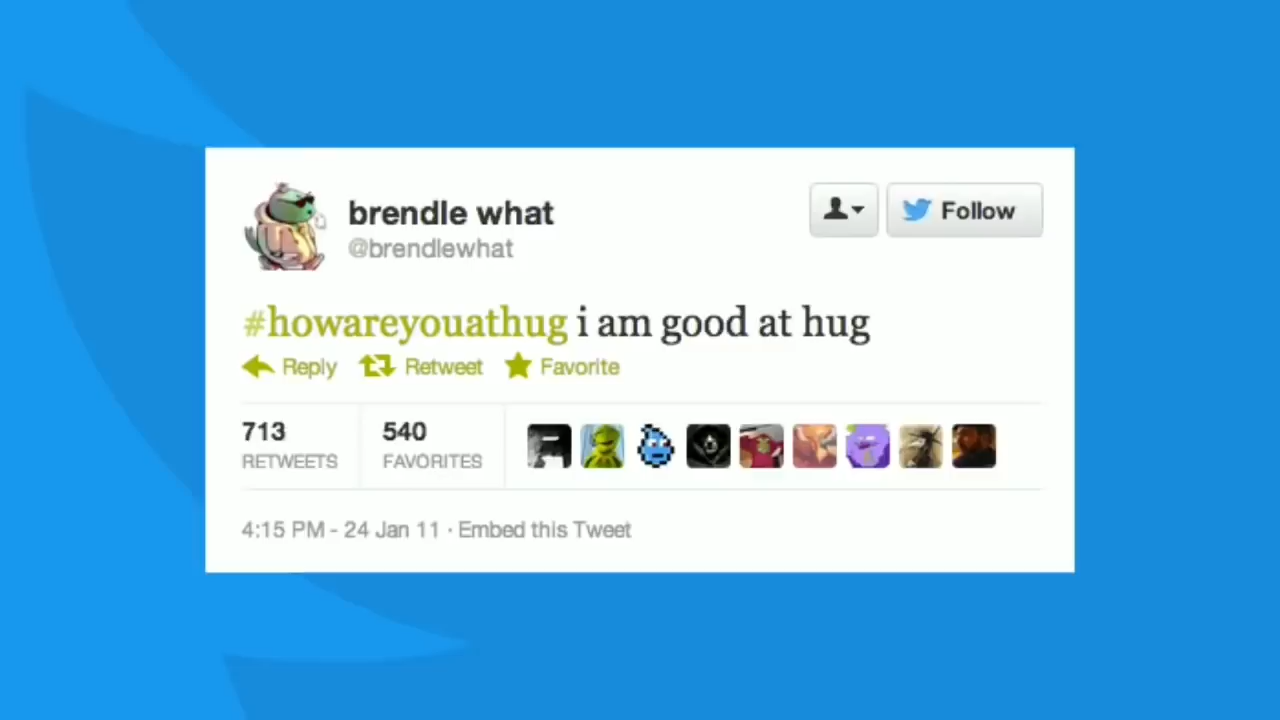 brendle what
@brendlewhat
Follow
#howareyouathug i am good at hug
Reply Retweet Favorite
713 540
RETWEETS FAVORITES
4:15 PM - 24 Jan 11 · Embed this Tweet